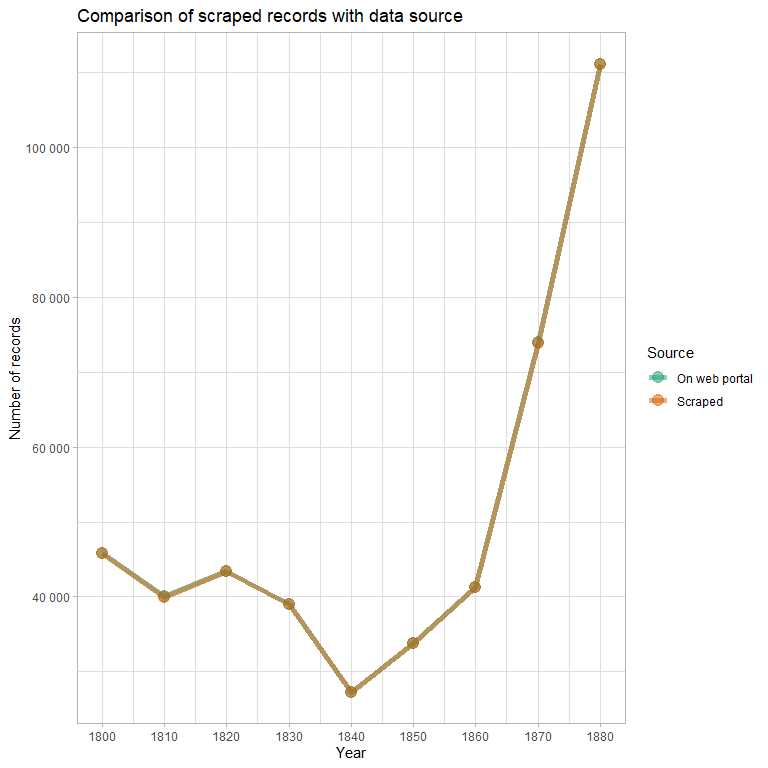 Comparison of scraped records with data source
Number of records
100 000
80 000
60 000
40 000
1800 1810 1820 1830 1840 1850 1860 1870 1880
Year
Source
On web portal
Scraped